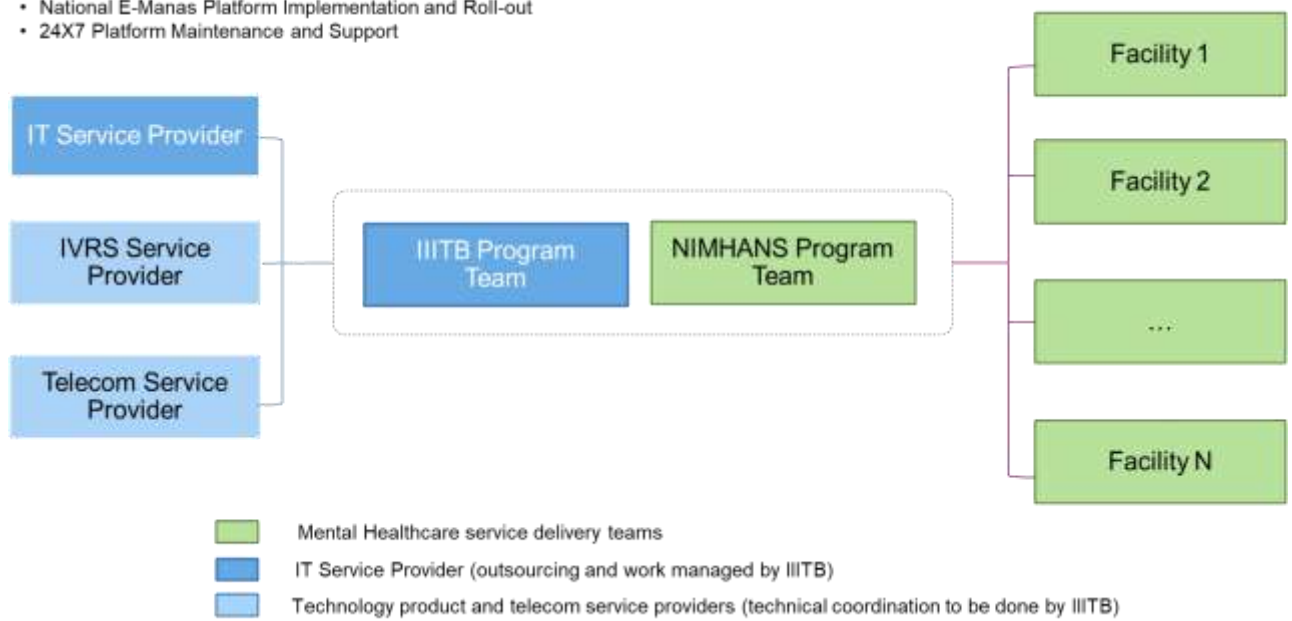 • National E-Manas Platform Implementation and Roll-out
• 24X7 Platform Maintenance and Support
IT Service Provider
IVRS Service
Provider
Telecom Service
Provider
IIITB Program
Team
NIMHANS Program
Team
Facility 1
Facility 2
...
Facility N
Mental Healthcare service delivery teams
IT Service Provider (outsourcing and work managed by IIITB)
Technology product and telecom service providers (technical coordination to be done by IIITB)